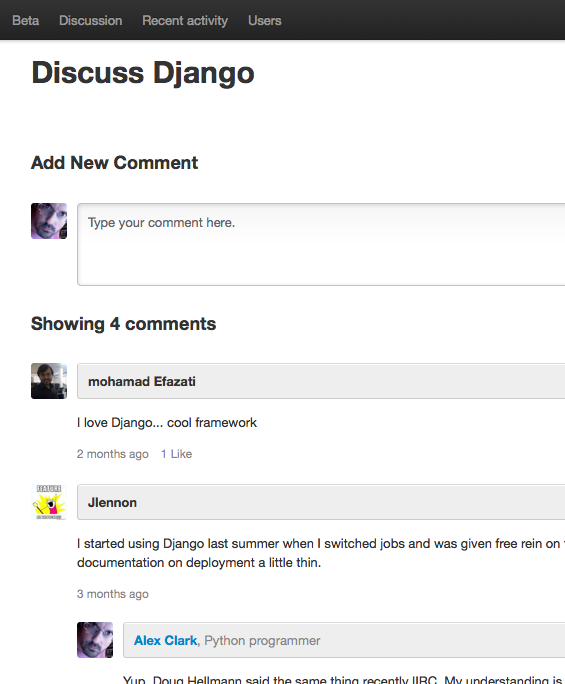 Beta Discussion Recent activity Users
Discuss Django
Add New Comment
Type your comment here.
Showing 4 comments
mohamad Efazati
I love Django... cool framework
2 months ago 1 Like
FEATURE
Jlennon
I started using Django last summer when I switched jobs and was given free rein on
documentation on deployment a little thin.
3 months ago
Alex Clark, Python programmer
Yup, Doug Hellmann said the same thing recently IIRC. My understanding is